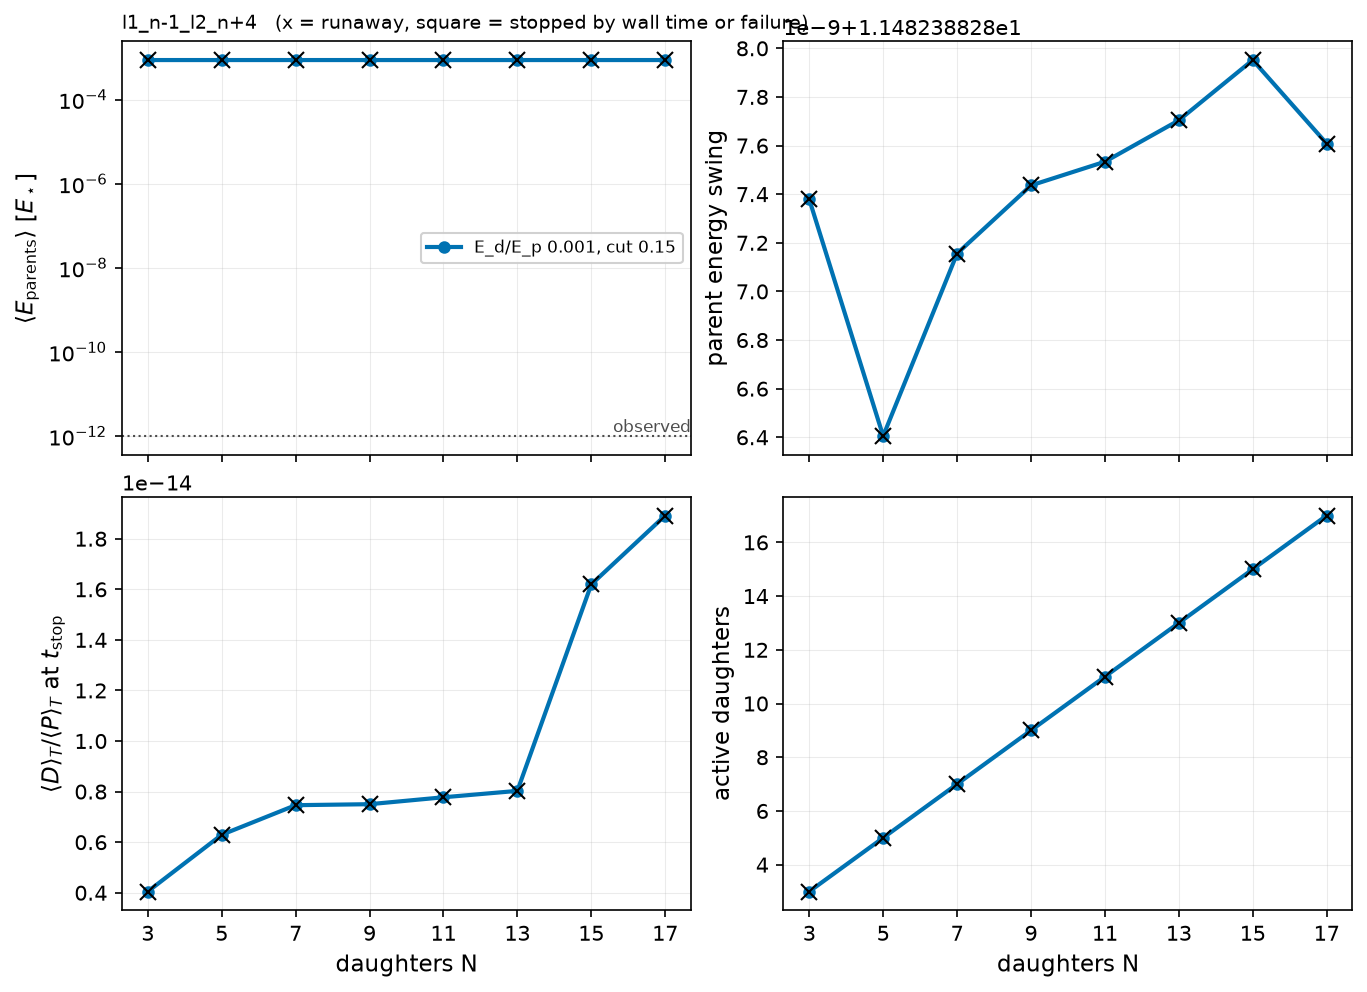 l1_n-1_l2_n+4   (x = runaway, square = stopped by wall time or failure)
10⁻⁴
10⁻⁶
10⁻⁸
10⁻¹⁰
10⁻¹²
⟨E_parents⟩ [E⋆]
E_d/E_p 0.001, cut 0.15
observed
1e−9+1.148238828e1
8.0
7.8
7.6
7.4
7.2
7.0
6.8
6.6
6.4
parent energy swing
1e−14
1.8
1.6
1.4
1.2
1.0
0.8
0.6
0.4
⟨D⟩_T/⟨P⟩_T at t_stop
3 5 7 9 11 13 15 17
daughters N
16
14
12
10
8
6
4
active daughters
3 5 7 9 11 13 15 17
daughters N